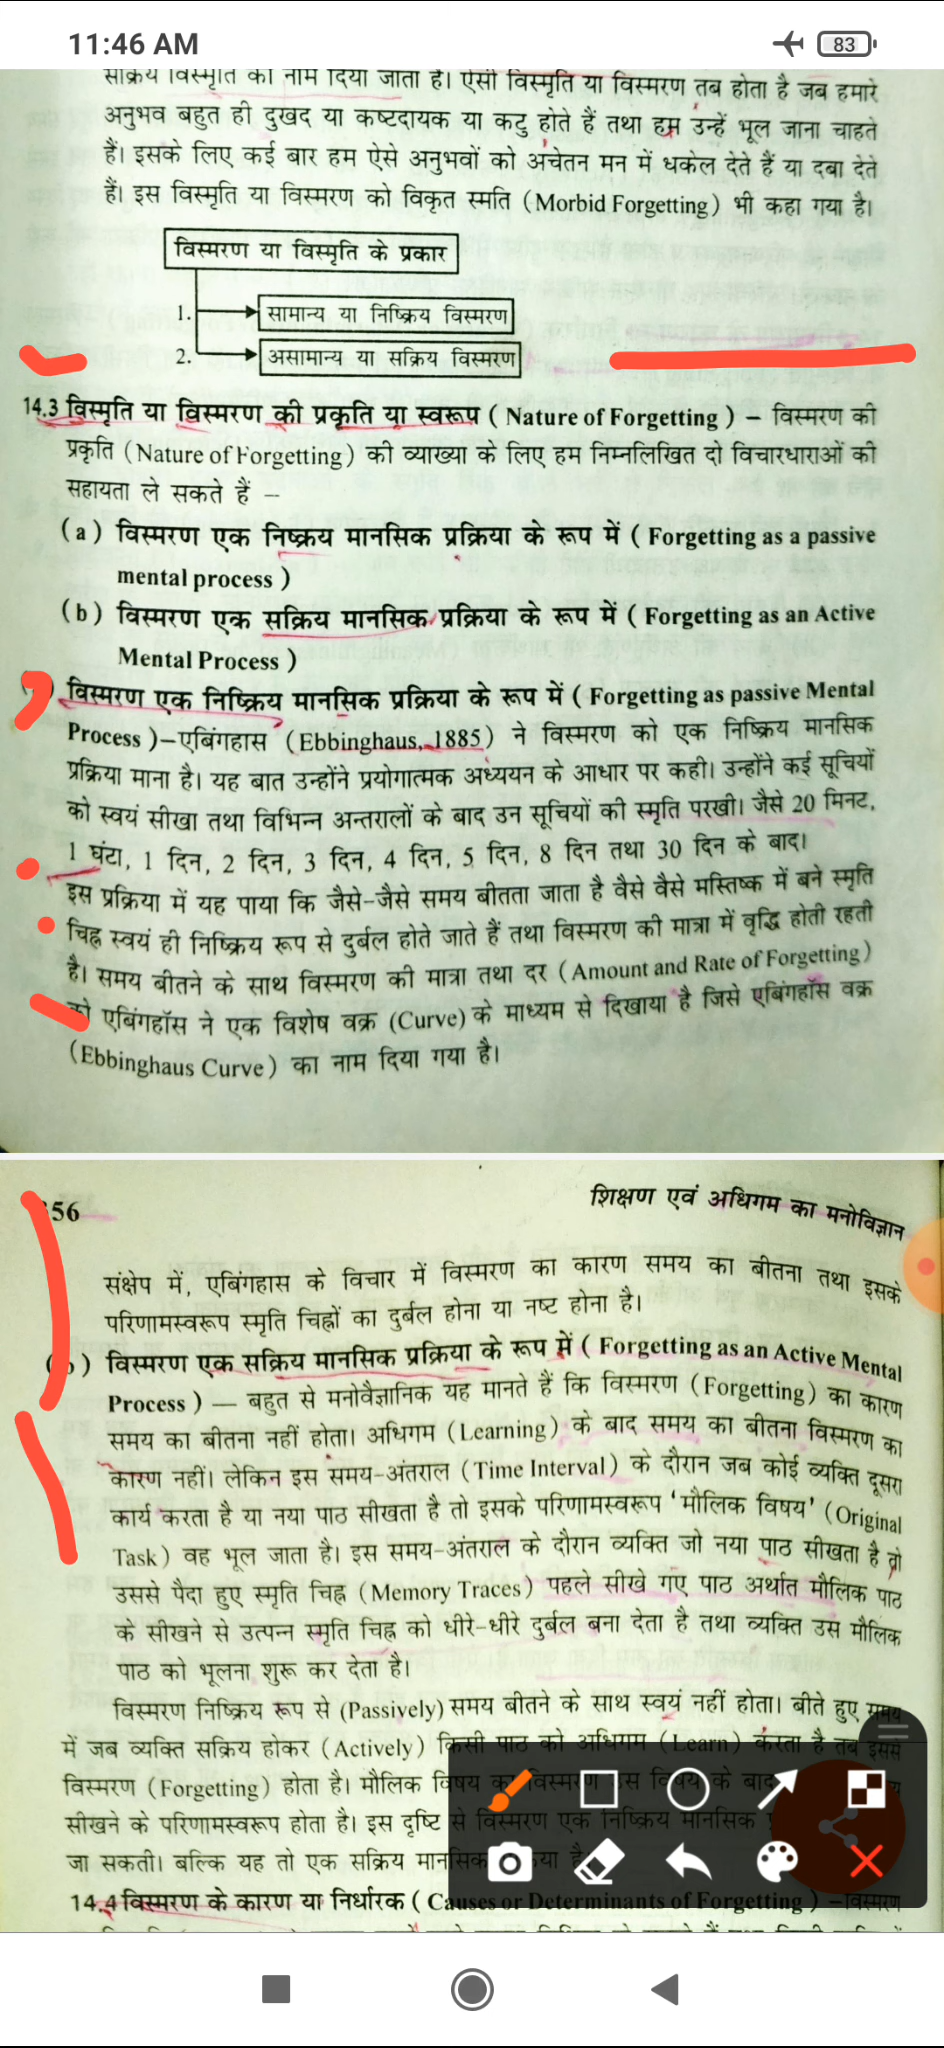 11:46 AM
83
सक्रिय विस्मृति का नाम दिया जाता है। ऐसी विस्मृति या विस्मरण तब होता है जब हमारे
अनुभव बहुत ही दुखद या कष्टदायक या कटु होते हैं तथा हम उन्हें भूल जाना चाहते
हैं। इसके लिए कई बार हम ऐसे अनुभवों को अचेतन मन में धकेल देते हैं या दबा देते
हैं। इस विस्मृति या विस्मरण को विकृत स्मति (Morbid Forgetting) भी कहा गया है।
विस्मरण या विस्मृति के प्रकार
1. सामान्य या निष्क्रिय विस्मरण
2. असामान्य या सक्रिय विस्मरण
14.3 विस्मृति या विस्मरण की प्रकृति या स्वरूप (Nature of Forgetting) – विस्मरण की
प्रकृति (Nature of Forgetting) की व्याख्या के लिए हम निम्नलिखित दो विचारधाराओं की
सहायता ले सकते हैं –
(a) विस्मरण एक निष्क्रय मानसिक प्रक्रिया के रूप में (Forgetting as a passive
mental process)
(b) विस्मरण एक सक्रिय मानसिक प्रक्रिया के रूप में (Forgetting as an Active
Mental Process)
) विस्मरण एक निष्क्रिय मानसिक प्रक्रिया के रूप में (Forgetting as passive Mental
Process)–एबिंगहास (Ebbinghaus, 1885) ने विस्मरण को एक निष्क्रिय मानसिक
प्रक्रिया माना है। यह बात उन्होंने प्रयोगात्मक अध्ययन के आधार पर कही। उन्होंने कई सूचियों
को स्वयं सीखा तथा विभिन्न अन्तरालों के बाद उन सूचियों की स्मृति परखी। जैसे 20 मिनट,
1 घंटा, 1 दिन, 2 दिन, 3 दिन, 4 दिन, 5 दिन, 8 दिन तथा 30 दिन के बाद।
इस प्रक्रिया में यह पाया कि जैसे-जैसे समय बीतता जाता है वैसे वैसे मस्तिष्क में बने स्मृति
चिह्न स्वयं ही निष्क्रिय रूप से दुर्बल होते जाते हैं तथा विस्मरण की मात्रा में वृद्धि होती रहती
है। समय बीतने के साथ विस्मरण की मात्रा तथा दर (Amount and Rate of Forgetting)
को एबिंगहॉस ने एक विशेष वक्र (Curve) के माध्यम से दिखाया है जिसे एबिंगहॉस वक्र
(Ebbinghaus Curve) का नाम दिया गया है।
56 शिक्षण एवं अधिगम का मनोविज्ञान
संक्षेप में, एबिंगहास के विचार में विस्मरण का कारण समय का बीतना तथा इसके
परिणामस्वरूप स्मृति चिह्नों का दुर्बल होना या नष्ट होना है।
(b) विस्मरण एक सक्रिय मानसिक प्रक्रिया के रूप में (Forgetting as an Active Mental
Process) — बहुत से मनोवैज्ञानिक यह मानते हैं कि विस्मरण (Forgetting) का कारण
समय का बीतना नहीं होता। अधिगम (Learning) के बाद समय का बीतना विस्मरण का
कारण नहीं। लेकिन इस समय-अंतराल (Time Interval) के दौरान जब कोई व्यक्ति दूसरा
कार्य करता है या नया पाठ सीखता है तो इसके परिणामस्वरूप 'मौलिक विषय' (Original
Task) वह भूल जाता है। इस समय-अंतराल के दौरान व्यक्ति जो नया पाठ सीखता है तो
उससे पैदा हुए स्मृति चिह्न (Memory Traces) पहले सीखे गए पाठ अर्थात मौलिक पाठ
के सीखने से उत्पन्न स्मृति चिह्न को धीरे-धीरे दुर्बल बना देता है तथा व्यक्ति उस मौलिक
पाठ को भूलना शुरू कर देता है।
विस्मरण निष्क्रिय रूप से (Passively) समय बीतने के साथ स्वयं नहीं होता। बीते हुए समय
में जब व्यक्ति सक्रिय होकर (Actively) किसी पाठ को अधिगम (Learn) करता है तब इससे
विस्मरण (Forgetting) होता है। मौलिक विषय का विस्मरण उस विषय के बाद
सीखने के परिणामस्वरूप होता है। इस दृष्टि से विस्मरण एक निष्क्रिय मानसिक
जा सकती। बल्कि यह तो एक सक्रिय मानसिक
14.4 विस्मरण के कारण या निर्धारक (Causes or Determinants of Forgetting) –विस्मरण